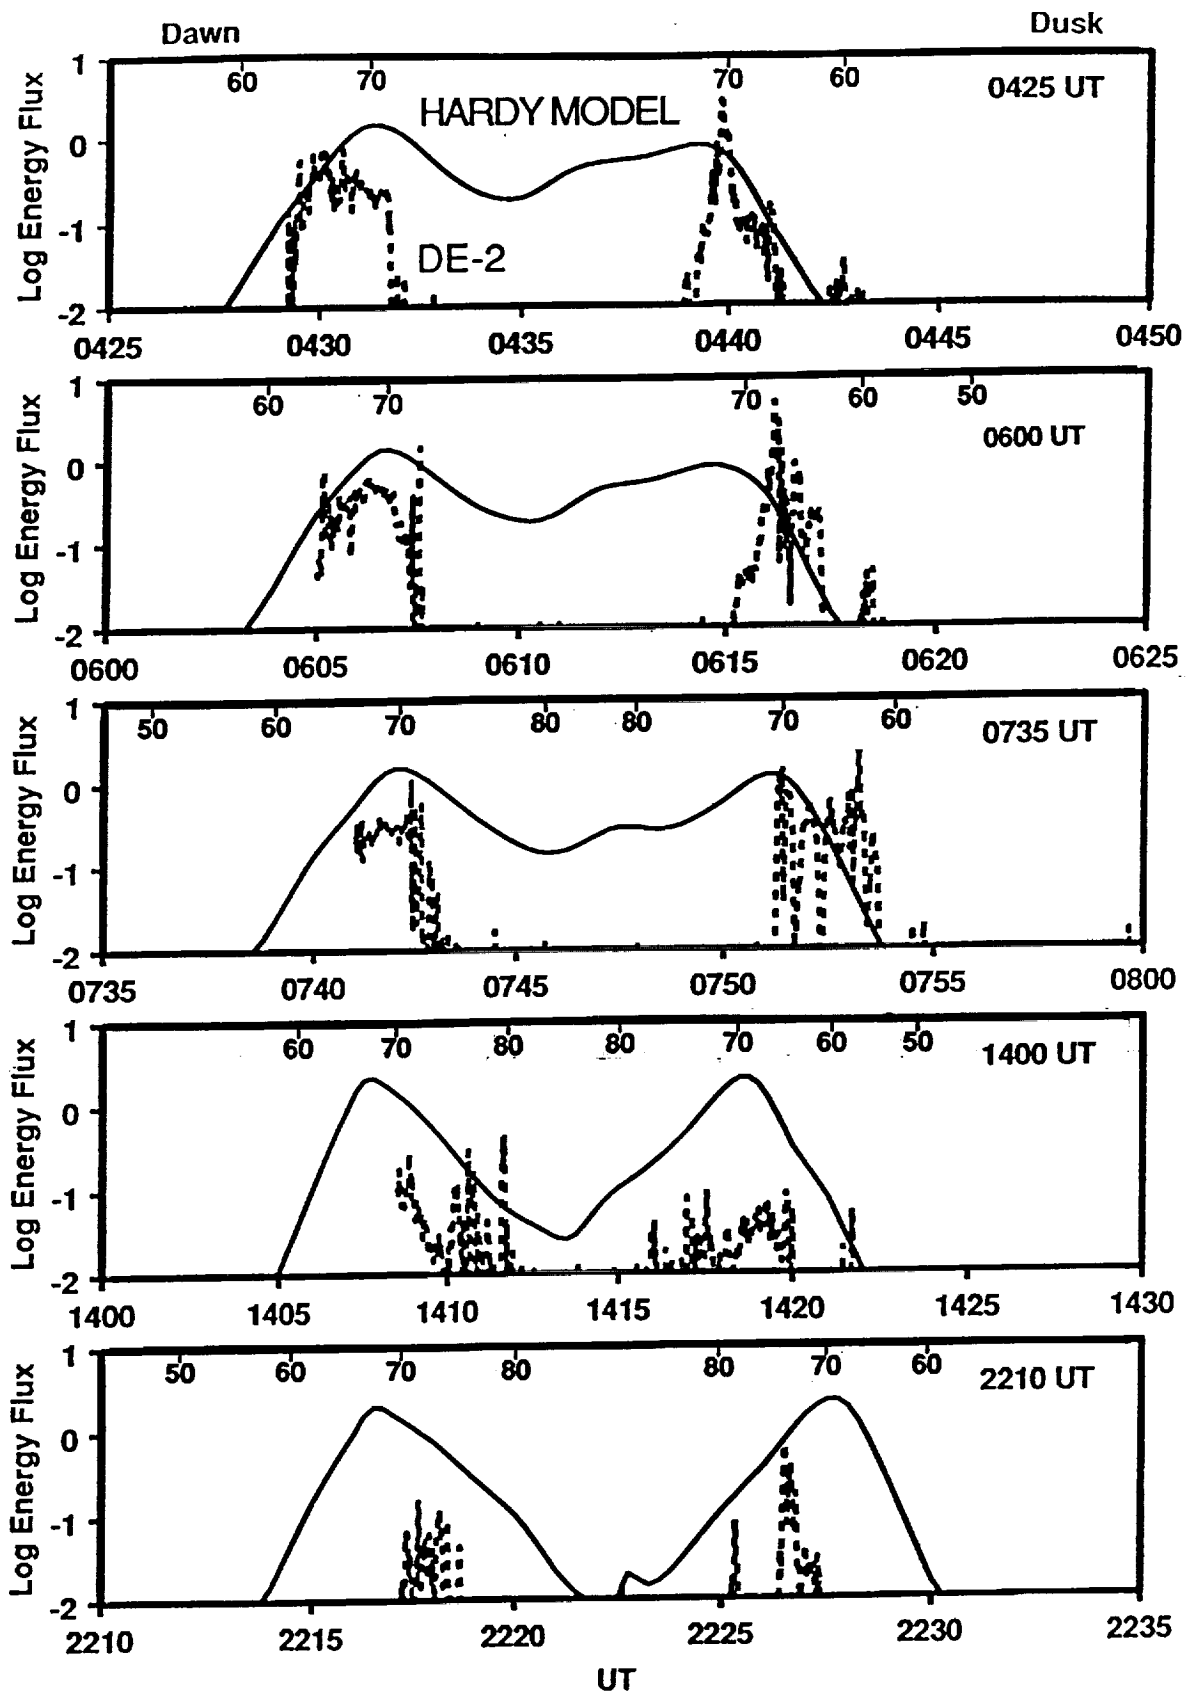 Dawn Dusk
1 60 70 70 60 0425 UT
HARDY MODEL
0
-1
DE-2
-2
Log Energy Flux
0425 0430 0435 0440 0445 0450
1 60 70 70 60 50
0600 UT
0
-1
-2
Log Energy Flux
0600 0605 0610 0615 0620 0625
1 50 60 70 80 80 70 60 0735 UT
0
-1
-2
Log Energy Flux
0735 0740 0745 0750 0755 0800
1 60 70 80 80 70 60 50 1400 UT
0
-1
-2
Log Energy Flux
1400 1405 1410 1415 1420 1425 1430
1 50 60 70 80 80 70 60 2210 UT
0
-1
-2
Log Energy Flux
2210 2215 2220 2225 2230 2235
UT